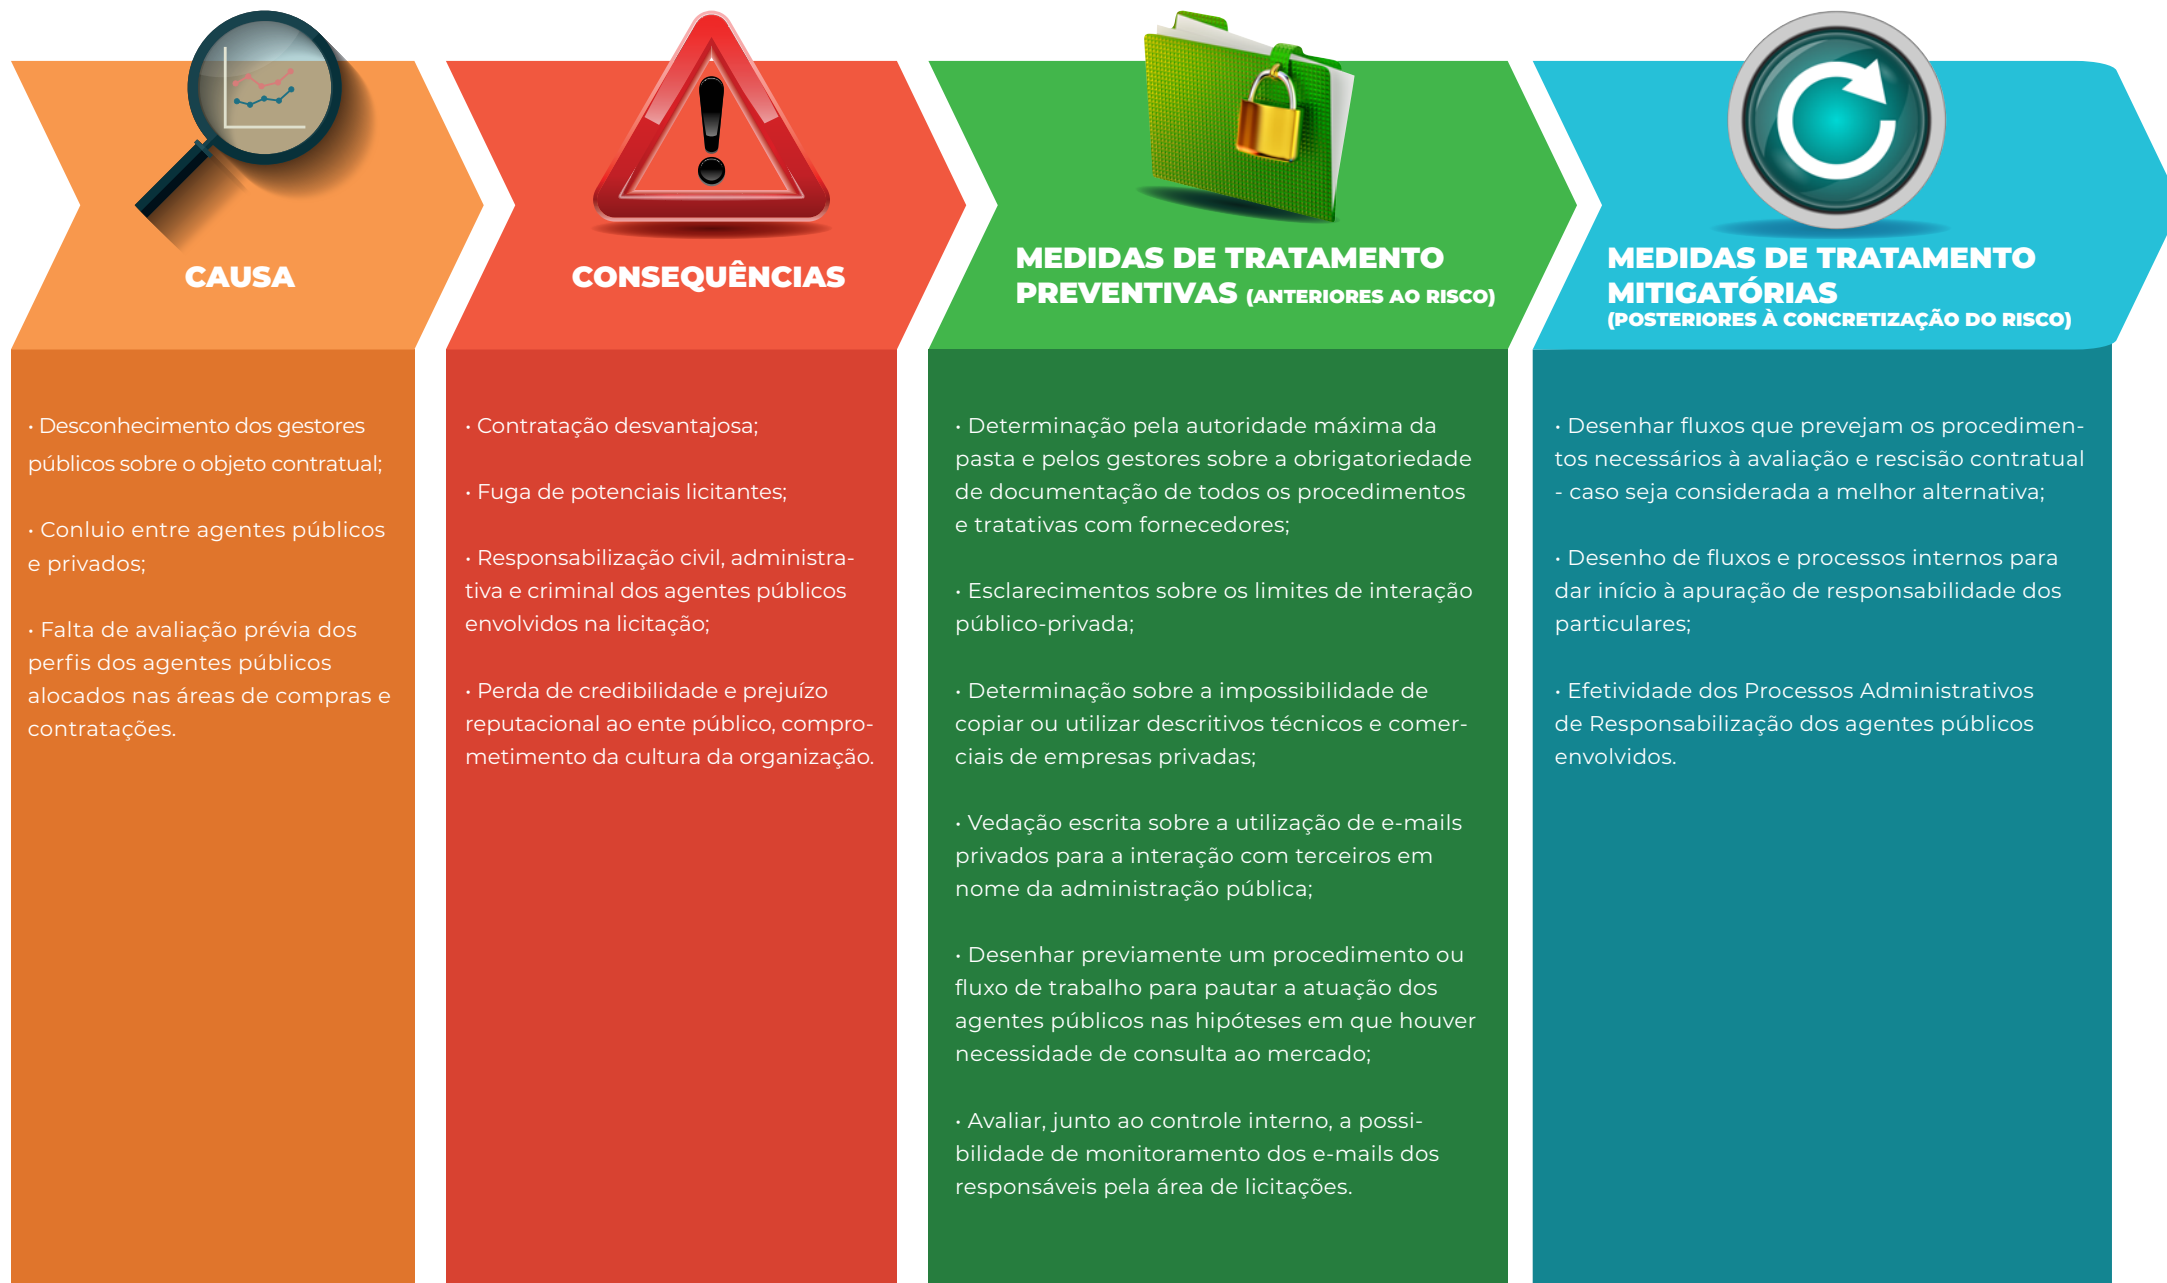 CAUSA
• Desconhecimento dos gestores
públicos sobre o objeto contratual;
• Conluio entre agentes públicos
e privados;
• Falta de avaliação prévia dos
perfis dos agentes públicos
alocados nas áreas de compras e
contratações.
CONSEQUÊNCIAS
• Contratação desvantajosa;
• Fuga de potenciais licitantes;
• Responsabilização civil, administra-
tiva e criminal dos agentes públicos
envolvidos na licitação;
• Perda de credibilidade e prejuízo
reputacional ao ente público, compro-
metimento da cultura da organização.
MEDIDAS DE TRATAMENTO
PREVENTIVAS (ANTERIORES AO RISCO)
• Determinação pela autoridade máxima da
pasta e pelos gestores sobre a obrigatoriedade
de documentação de todos os procedimentos
e tratativas com fornecedores;
• Esclarecimentos sobre os limites de interação
público-privada;
• Determinação sobre a impossibilidade de
copiar ou utilizar descritivos técnicos e comer-
ciais de empresas privadas;
• Vedação escrita sobre a utilização de e-mails
privados para a interação com terceiros em
nome da administração pública;
• Desenhar previamente um procedimento ou
fluxo de trabalho para pautar a atuação dos
agentes públicos nas hipóteses em que houver
necessidade de consulta ao mercado;
• Avaliar, junto ao controle interno, a possi-
bilidade de monitoramento dos e-mails dos
responsáveis pela área de licitações.
MEDIDAS DE TRATAMENTO
MITIGATÓRIAS
(POSTERIORES À CONCRETIZAÇÃO DO RISCO)
• Desenhar fluxos que prevejam os procedimen-
tos necessários à avaliação e rescisão contratual
- caso seja considerada a melhor alternativa;
• Desenho de fluxos e processos internos para
dar início à apuração de responsabilidade dos
particulares;
• Efetividade dos Processos Administrativos
de Responsabilização dos agentes públicos
envolvidos.